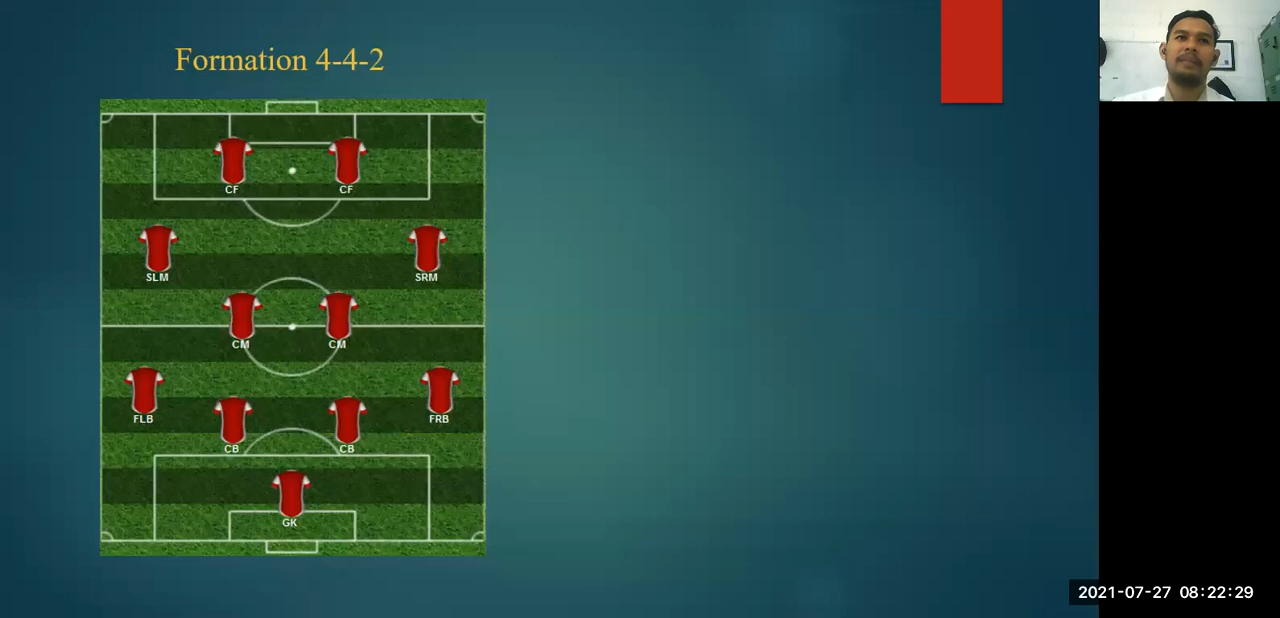 Formation 4-4-2
CF CF
SLM SRM
CM CM
FLB FRB
CB CB
GK
2021-07-27 08:22:29